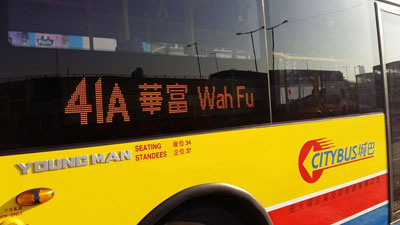 41A 華富 Wah Fu
YOUNGMAN
SEATING 座位 34
STANDEES 企位 37
CITYBUS 城巴